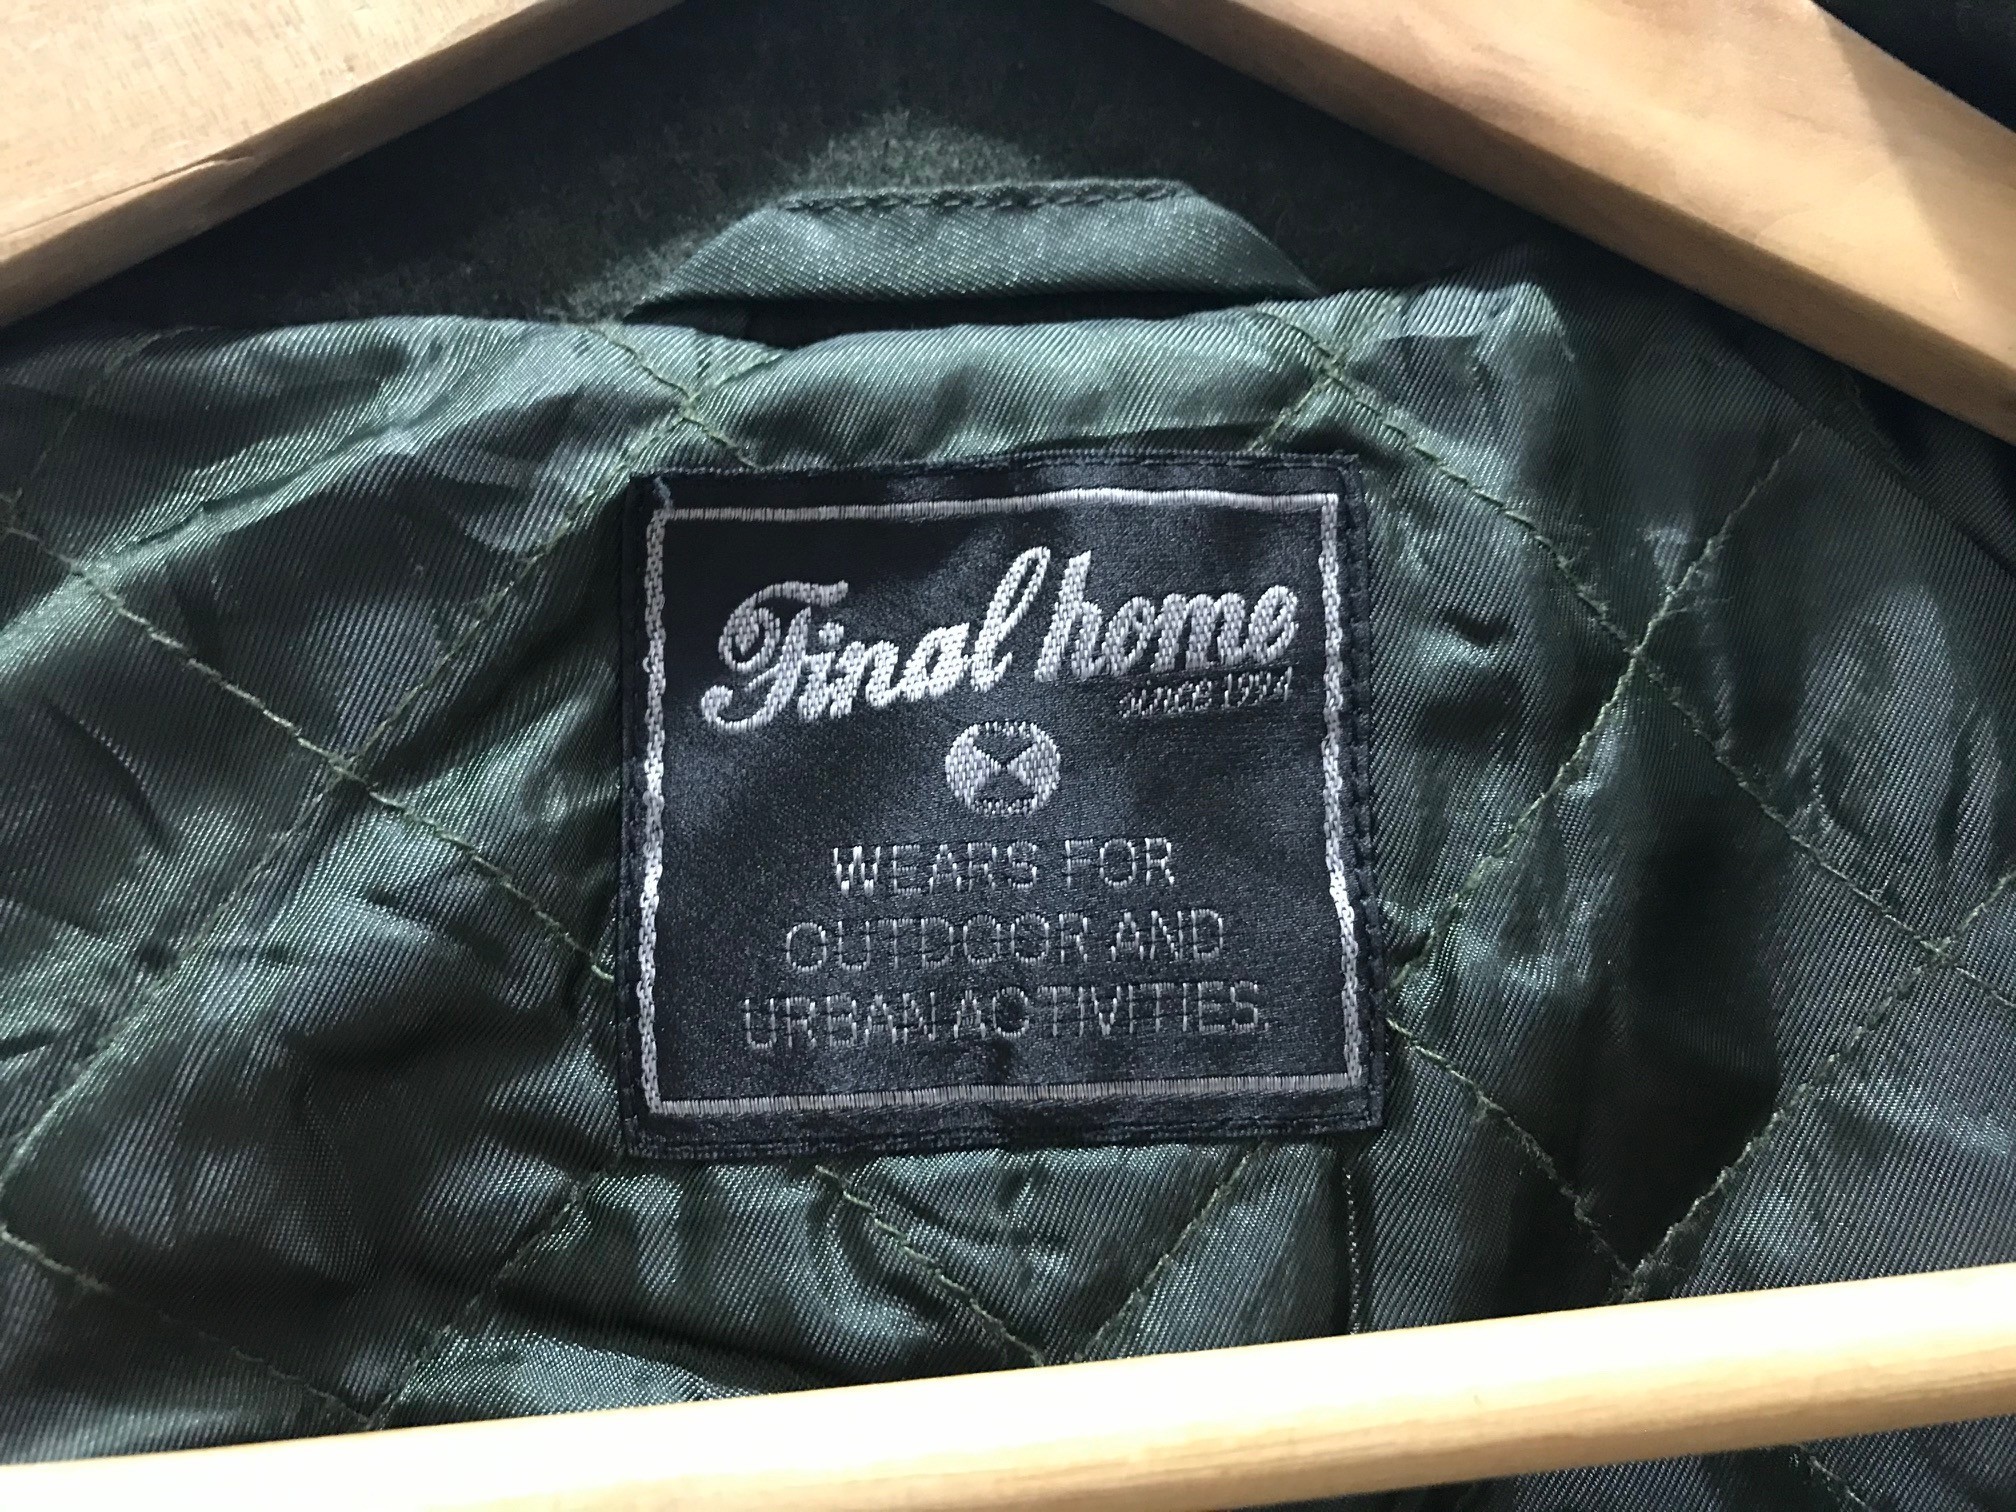 Final home
SINCE 1994
WEARS FOR
OUTDOOR AND
URBAN ACTIVITIES.